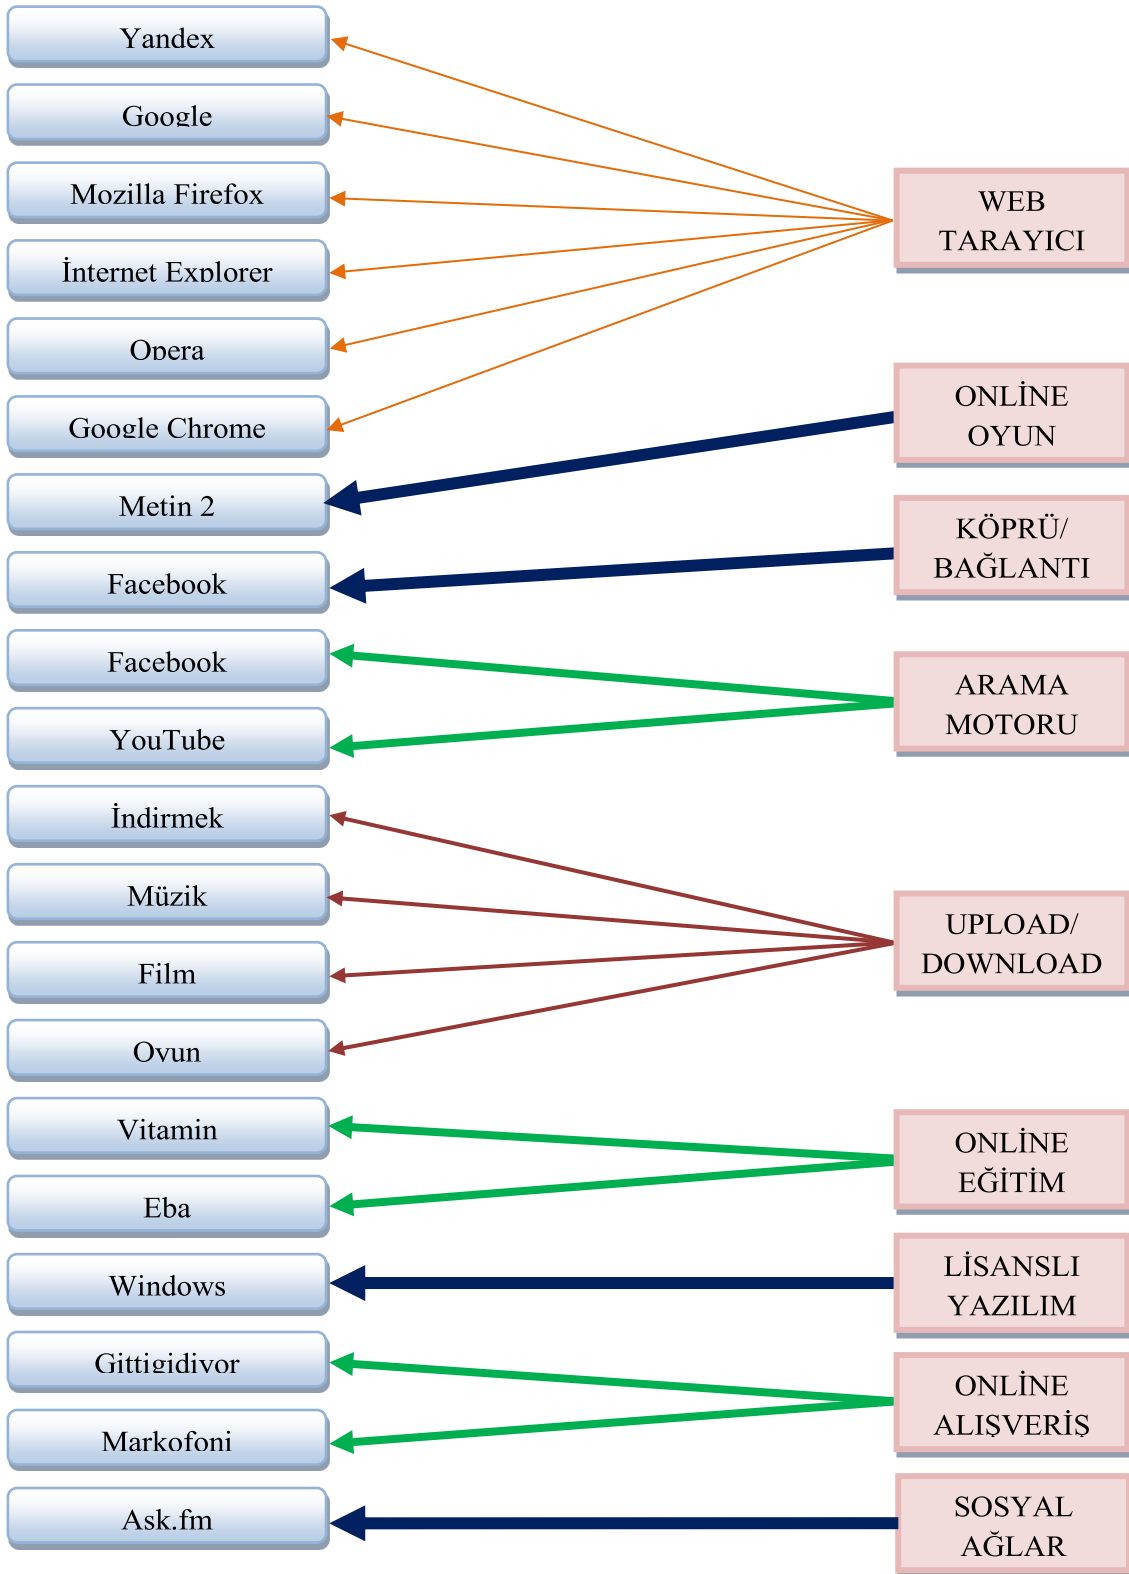 Yandex
Google
Mozilla Firefox
İnternet Explorer
Opera
Google Chrome
Metin 2
Facebook
Facebook
YouTube
İndirmek
Müzik
Film
Oyun
Vitamin
Eba
Windows
Gittigidiyor
Markofoni
Ask.fm
WEB
TARAYICI
ONLİNE
OYUN
KÖPRÜ/
BAĞLANTI
ARAMA
MOTORU
UPLOAD/
DOWNLOAD
ONLİNE
EĞİTİM
LİSANSLI
YAZILIM
ONLİNE
ALIŞVERİŞ
SOSYAL
AĞLAR